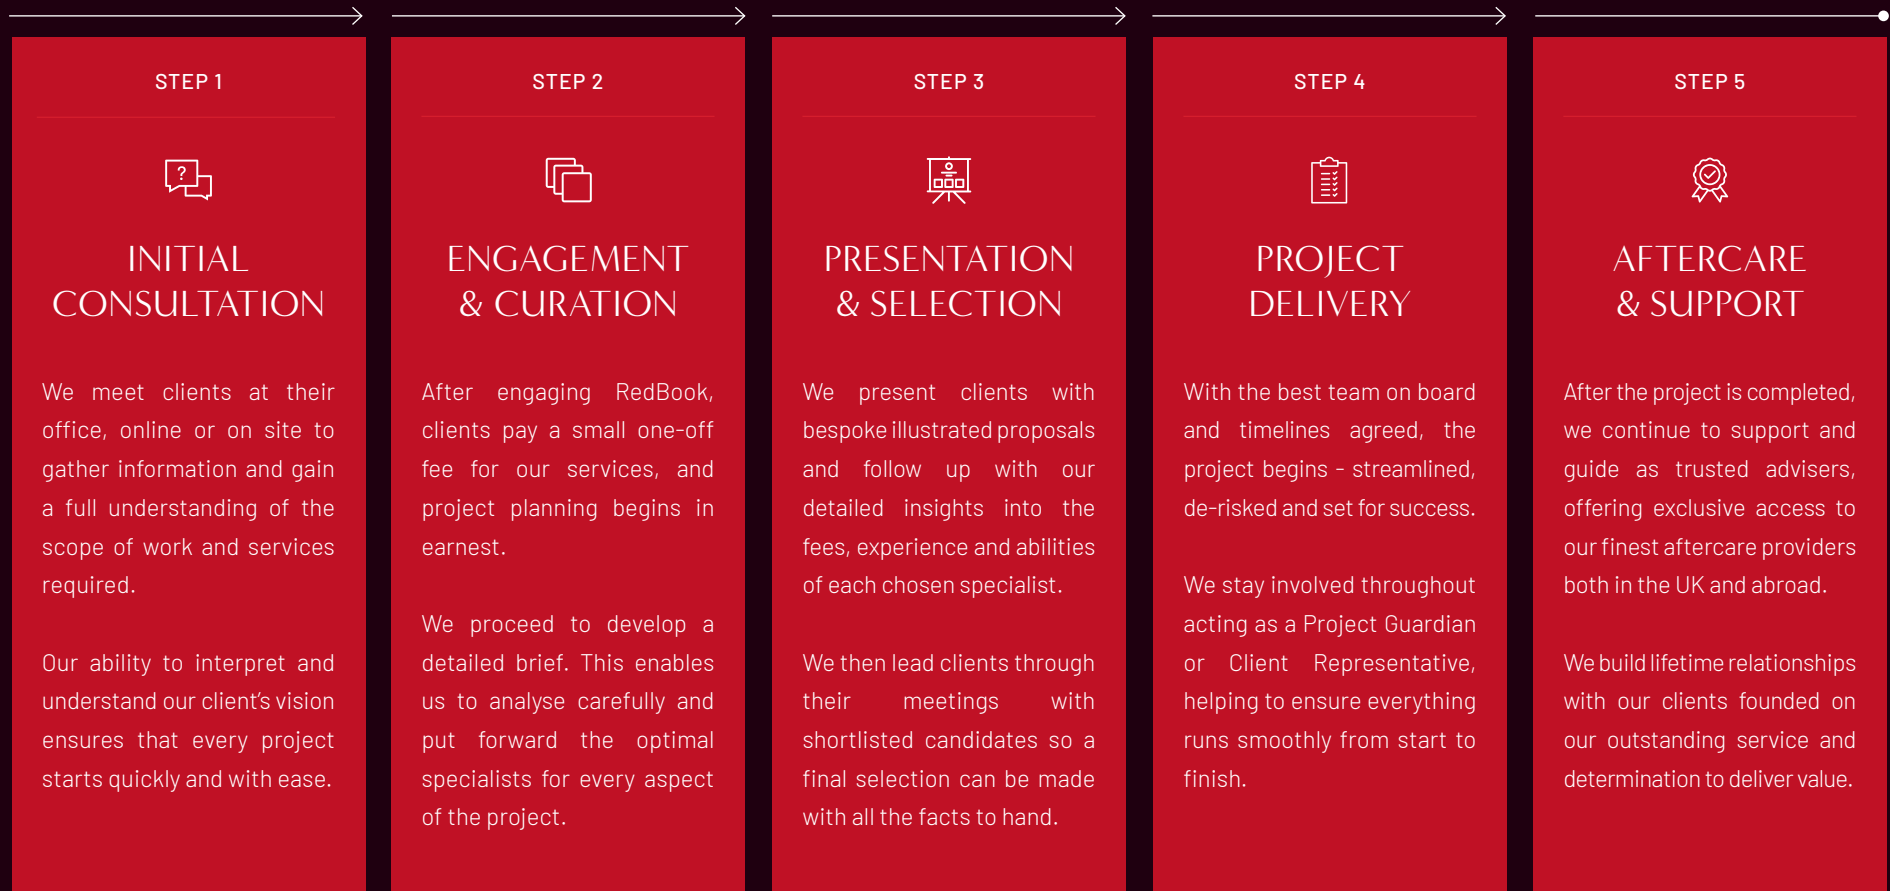 STEP 1
INITIAL
CONSULTATION
We meet clients at their
office, online or on site to
gather information and gain
a full understanding of the
scope of work and services
required.
Our ability to interpret and
understand our client’s vision
ensures that every project
starts quickly and with ease.
STEP 2
ENGAGEMENT
& CURATION
After engaging RedBook,
clients pay a small one-off
fee for our services, and
project planning begins in
earnest.
We proceed to develop a
detailed brief. This enables
us to analyse carefully and
put forward the optimal
specialists for every aspect
of the project.
STEP 3
PRESENTATION
& SELECTION
We present clients with
bespoke illustrated proposals
and follow up with our
detailed insights into the
fees, experience and abilities
of each chosen specialist.
We then lead clients through
their meetings with
shortlisted candidates so a
final selection can be made
with all the facts to hand.
STEP 4
PROJECT
DELIVERY
With the best team on board
and timelines agreed, the
project begins - streamlined,
de-risked and set for success.
We stay involved throughout
acting as a Project Guardian
or Client Representative,
helping to ensure everything
runs smoothly from start to
finish.
STEP 5
AFTERCARE
& SUPPORT
After the project is completed,
we continue to support and
guide as trusted advisers,
offering exclusive access to
our finest aftercare providers
both in the UK and abroad.
We build lifetime relationships
with our clients founded on
our outstanding service and
determination to deliver value.